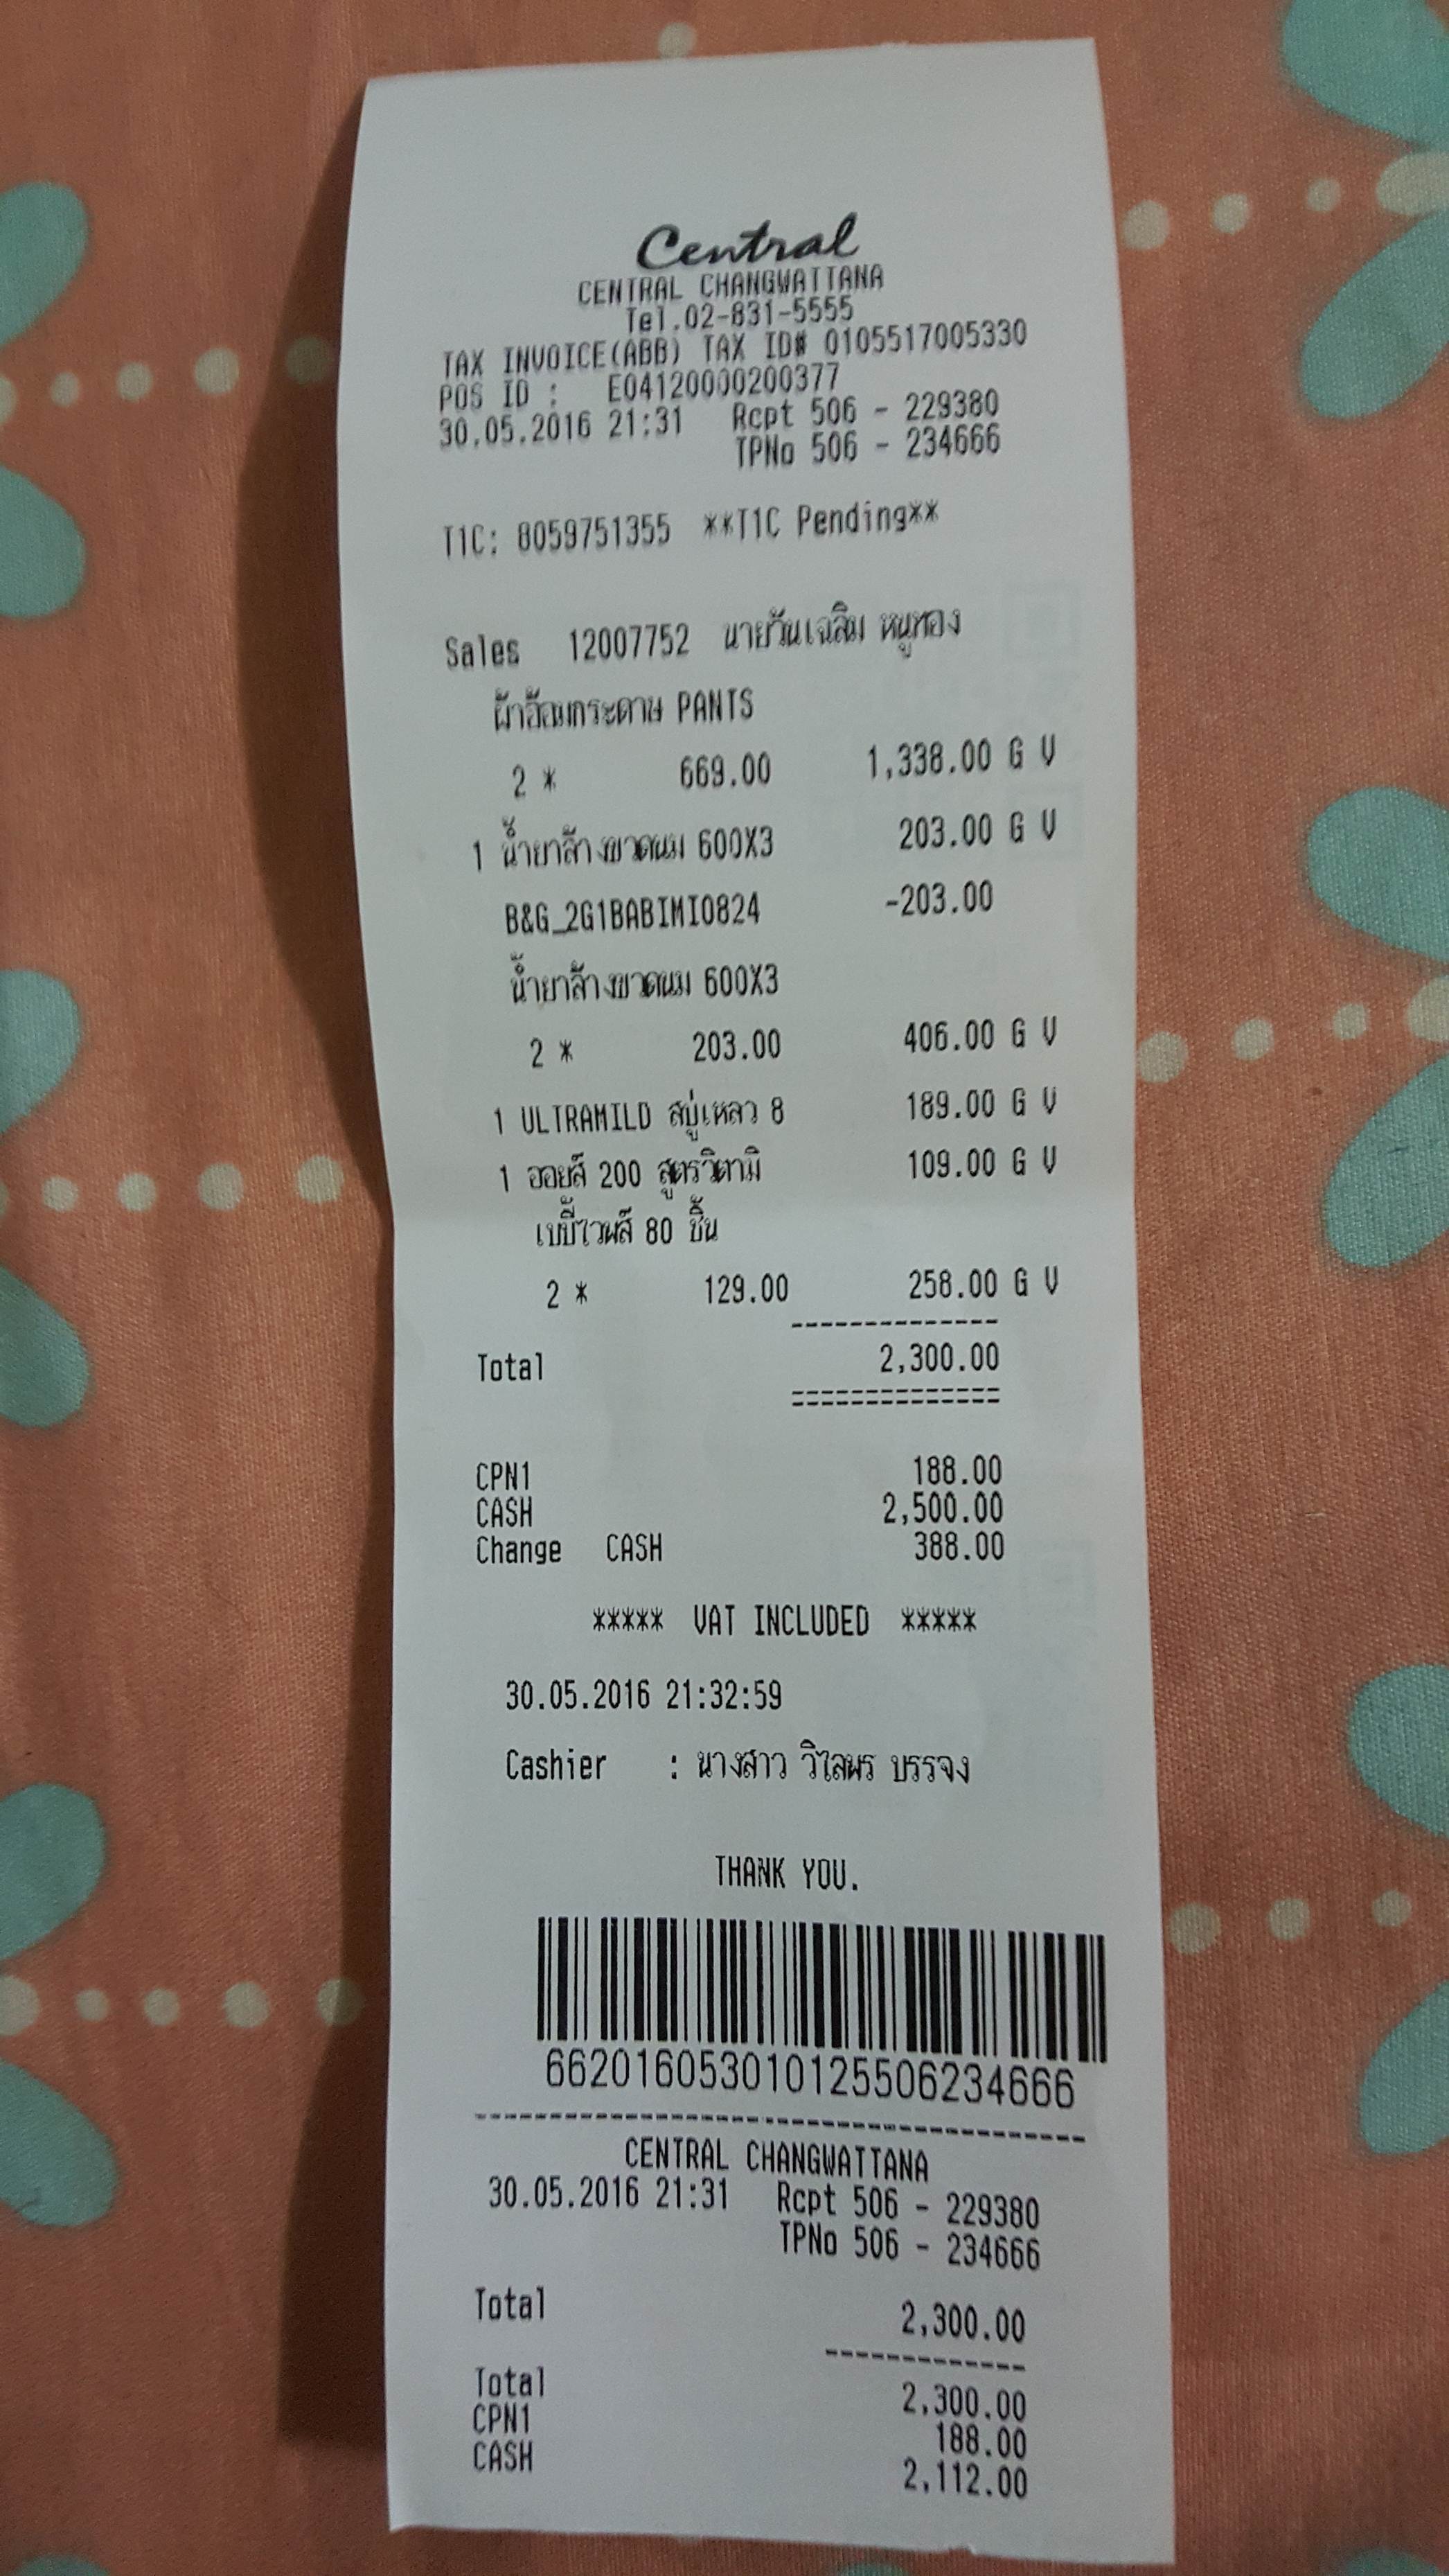 Central
CENTRAL CHANGWATTANA
Tel.02-831-5555
TAX INVOICE(ABB) TAX ID# 0105517005330
POS ID : E04120000200377
30.05.2016 21:31 Rcpt 506 - 229380
TPNo 506 - 234666
T1C: 8059751355 **T1C Pending**
Sales 12007752 นายวันเฉลิม หนูทอง
ผ้าอ้อมกระดาษ PANTS
2 * 669.00 1,338.00 G V
1 น้ำยาล้างขวดนม 600X3 203.00 G V
B&G_2G1BABIMI0824 -203.00
น้ำยาล้างขวดนม 600X3
2 * 203.00 406.00 G V
1 ULTRAMILD สบู่เหลว 8 189.00 G V
1 ออยล์ 200 สูตรวิตามิ 109.00 G V
เบบี้ไวพส์ 80 ชิ้น
2 * 129.00 258.00 G V
--------------
Total 2,300.00
==============
CPN1 188.00
CASH 2,500.00
Change CASH 388.00
***** VAT INCLUDED *****
30.05.2016 21:32:59
Cashier : นางสาว วิไลพร บรรจง
THANK YOU.
662016053010125506234666
CENTRAL CHANGWATTANA
30.05.2016 21:31 Rcpt 506 - 229380
TPNo 506 - 234666
Total 2,300.00
--------------
Total 2,300.00
CPN1 188.00
CASH 2,112.00